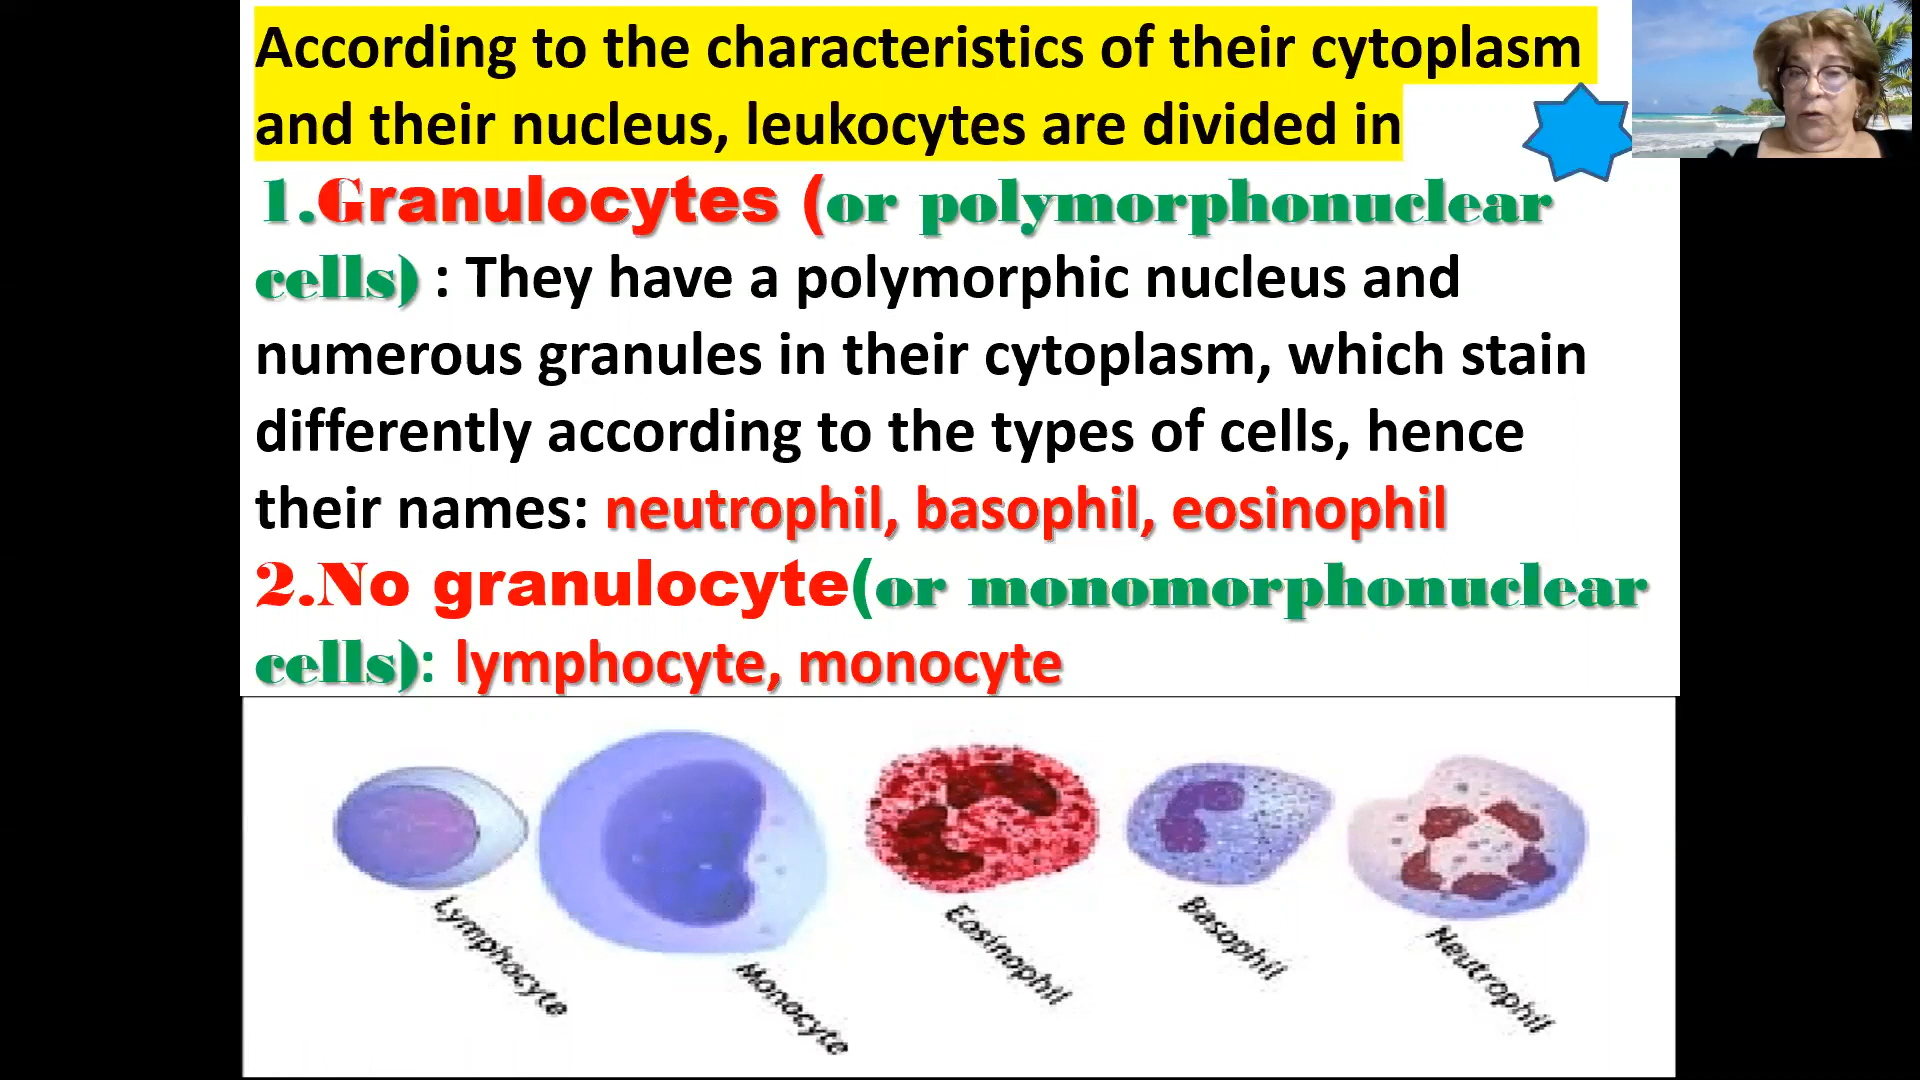 According to the characteristics of their cytoplasm
and their nucleus, leukocytes are divided in
1.Granulocytes (or polymorphonuclear
cells) : They have a polymorphic nucleus and
numerous granules in their cytoplasm, which stain
differently according to the types of cells, hence
their names: neutrophil, basophil, eosinophil
2.No granulocyte(or monomorphonuclear
cells): lymphocyte, monocyte
Lymphocyte
Monocyte
Eosinophil
Basophil
Neutrophil